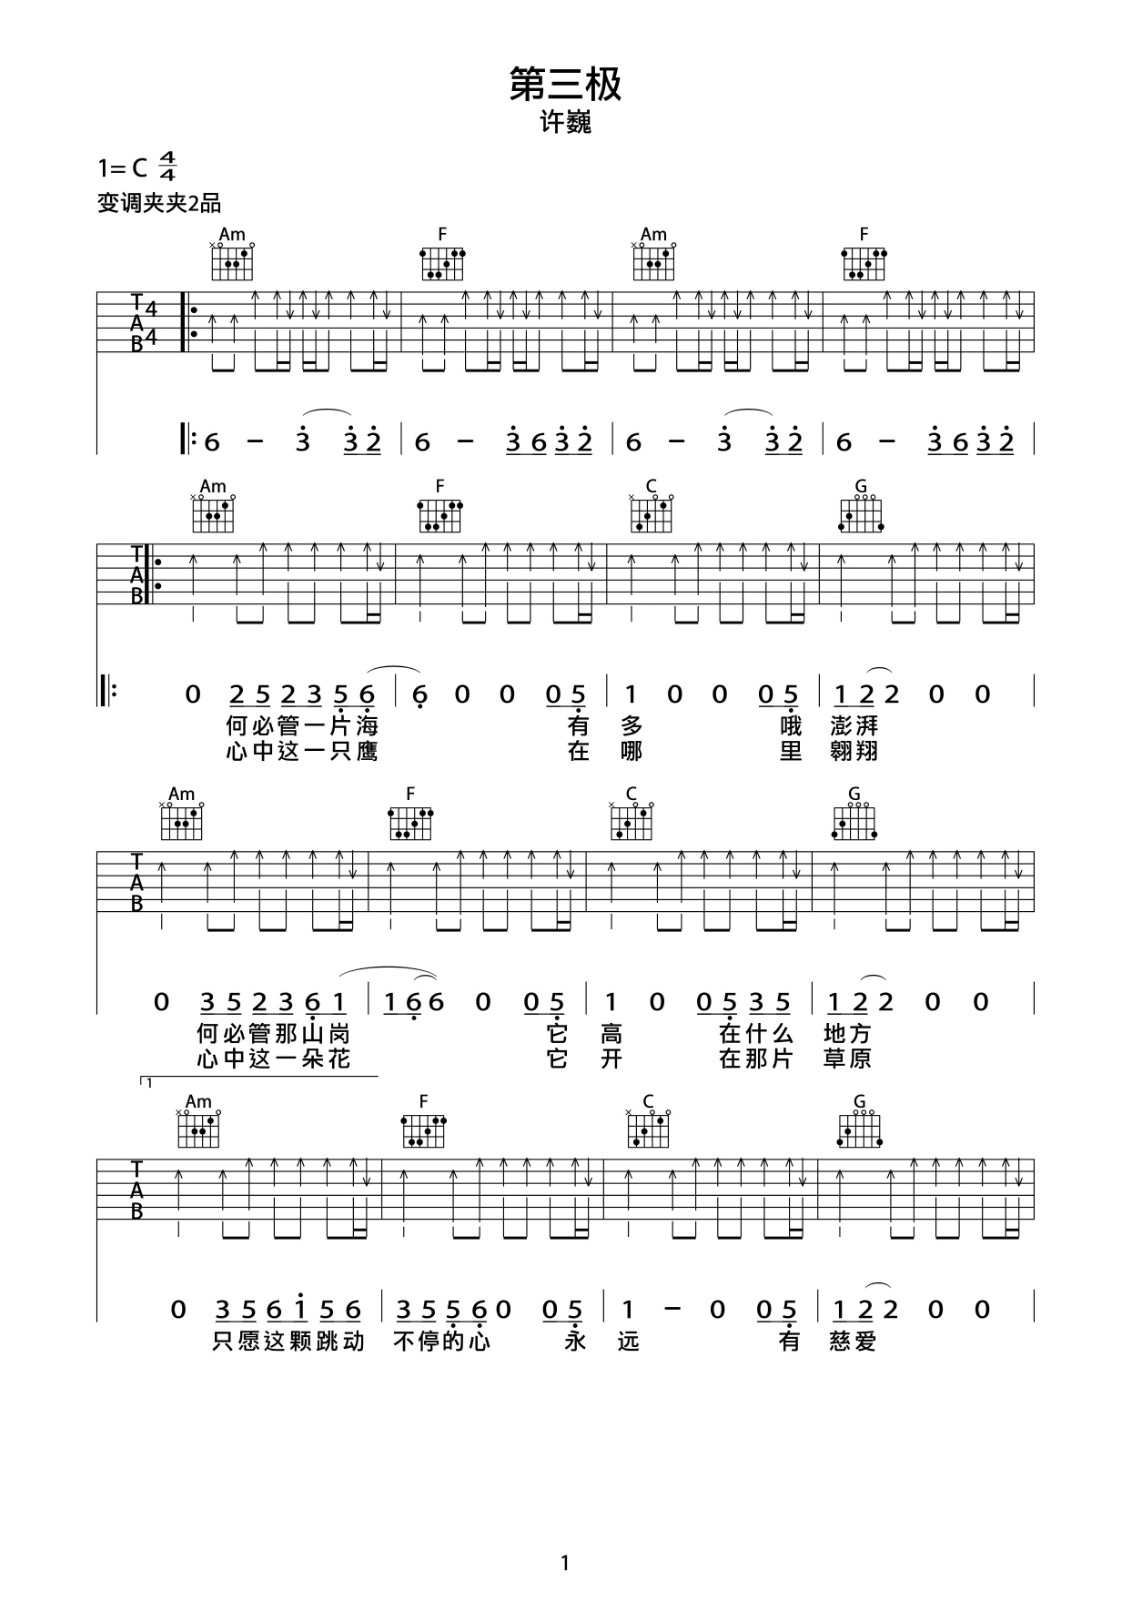 第三极
许巍
1= C 4/4
变调夹夹2品
Am F Am F
T A B 4 4
6 – 3 3 2 6 – 3 6 3 2 6 – 3 3 2 6 – 3 6 3 2
Am F C G
T A B
0 2 5 2 3 5 6 6 0 0 0 5 1 0 0 0 5 1 2 2 0 0
何必管一片海 有 多 哦 澎湃
心中这一只鹰 在 哪 里 翱翔
Am F C G
T A B
0 3 5 2 3 6 1 1 6 6 0 0 5 1 0 0 5 3 5 1 2 2 0 0
何必管那山岗 它 高 在什么 地方
心中这一朵花 它 开 在那片 草原
1
Am F C G
T A B
0 3 5 6 1 5 6 3 5 5 6 0 0 5 1 – 0 0 5 1 2 2 0 0
只愿这颗跳动 不停的心 永 远 有 慈爱
1